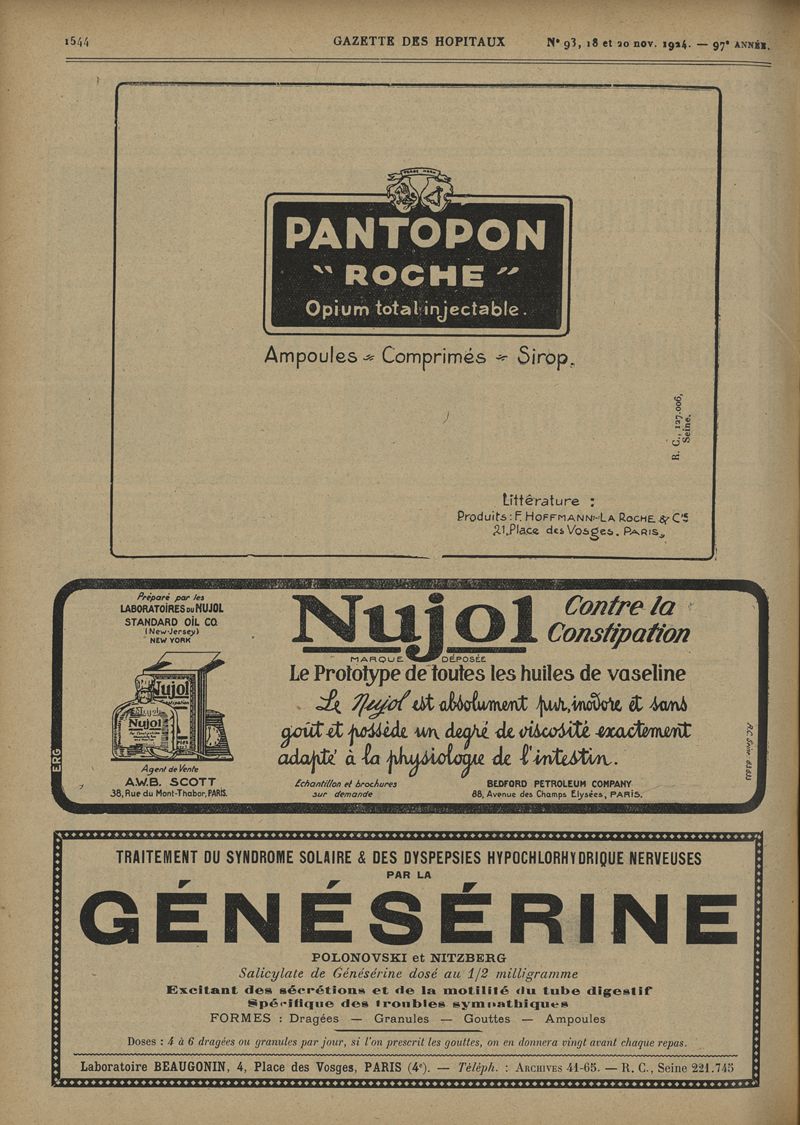 1544 GAZETTE DES HOPITAUX Nº 93, 18 et 20 nov. 1924. — 97e ANNÉE.
TRADE MARK
PANTOPON
"ROCHE"
Opium total injectable.
Ampoules - Comprimés - Sirop.
R. C., 127.006,
Seine.
Littérature :
Produits: F. HOFFMANN-LA ROCHE & Cie
21, Place des Vosges. PARIS.
Préparé par les
LABORATOIRES DU NUJOL
STANDARD OIL CO.
(New-Jersey)
NEW YORK
Nujol
Nujol
Agent de Vente
A.W.B. SCOTT
38, Rue du Mont-Thabor, PARIS.
ERG
Nujol
Contre la
Constipation
MARQUE DÉPOSÉE
Le Prototype de toutes les huiles de vaseline
Le Nujol est absolument pur, inodore et sans
goût et possède un degré de viscosité exactement
adapté à la physiologie de l'intestin.
Echantillon et brochures
sur demande
BEDFORD PETROLEUM COMPANY
88, Avenue des Champs Elysées, PARIS.
TRAITEMENT DU SYNDROME SOLAIRE & DES DYSPEPSIES HYPOCHLORHYDRIQUE NERVEUSES
PAR LA
GÉNÉSÉRINE
POLONOVSKI et NITZBERG
Salicylate de Génésérine dosé au 1/2 milligramme
Excitant des sécrétions et de la motilité du tube digestif
Spécifique des troubles sympathiques
FORMES : Dragées — Granules — Gouttes — Ampoules
Doses : 4 à 6 dragées ou granules par jour, si l'on prescrit les gouttes, on en donnera vingt avant chaque repas.
Laboratoire BEAUGONIN, 4, Place des Vosges, PARIS (4e). — Téléph. : ARCHIVES 41-65. — R. C., Seine 221.745